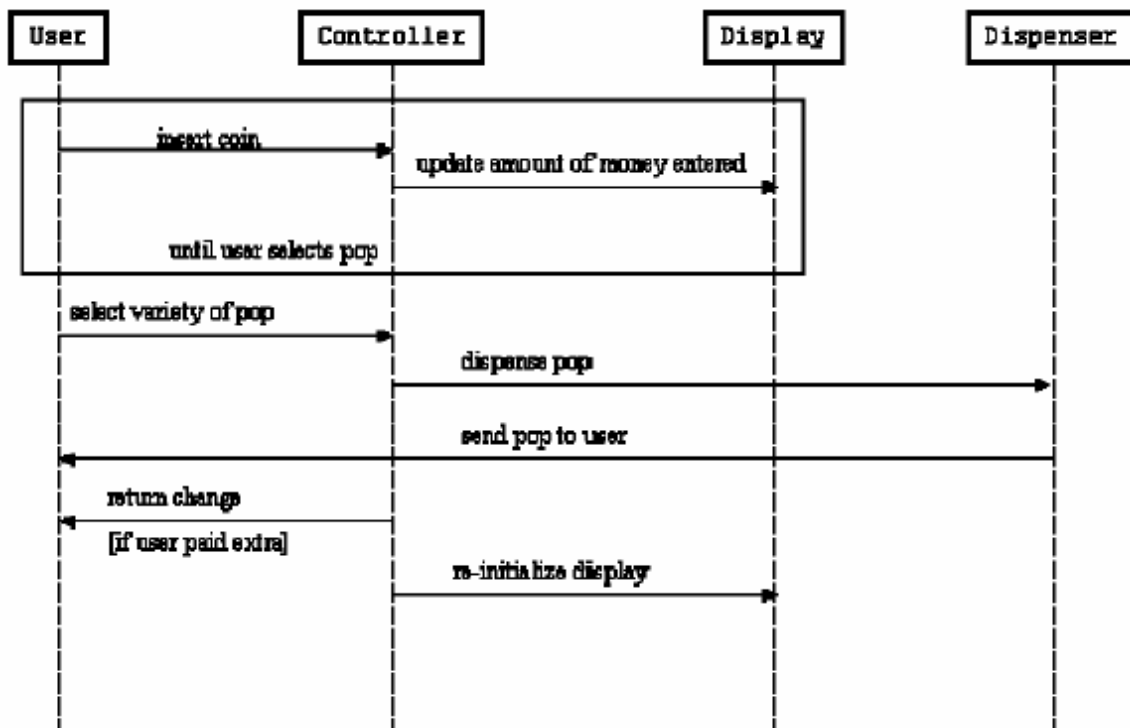 User
Controller
Display
Dispenser
insert coin
update amount of money entered
until user selects pop
select variety of pop
dispense pop
send pop to user
return change
[if user paid extra]
re-initialize display